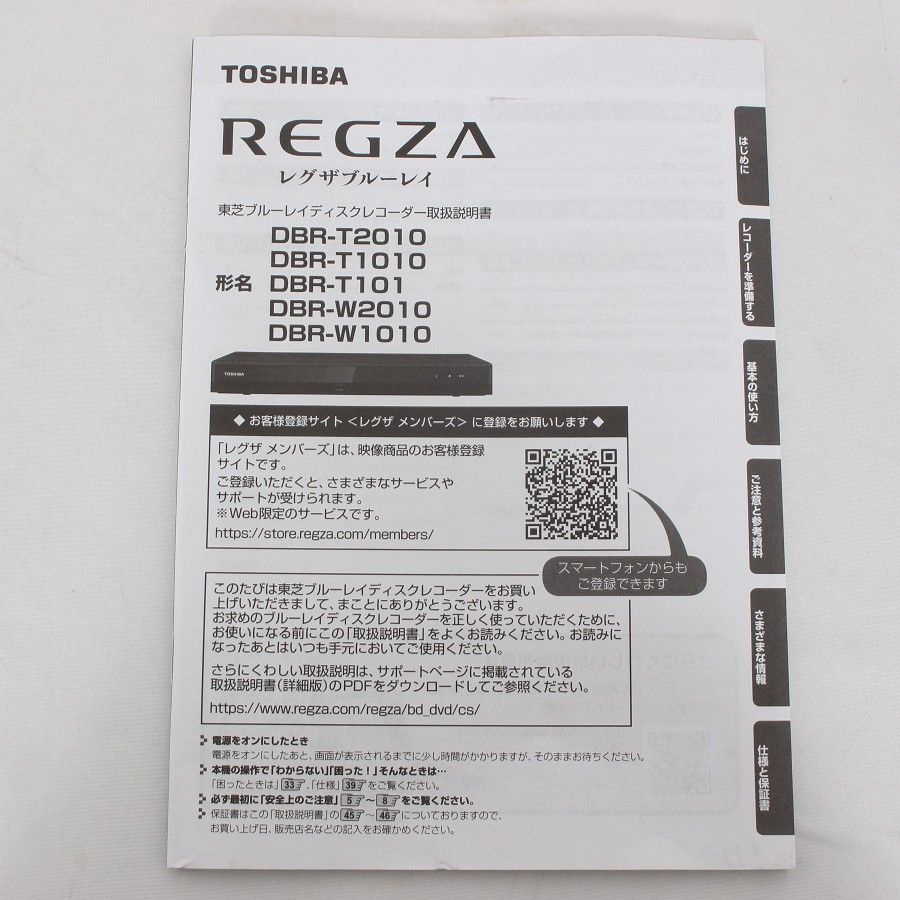 TOSHIBA
REGZA
レグザブルーレイ
東芝ブルーレイディスクレコーダー取扱説明書
形名
DBR-T2010
DBR-T1010
DBR-T101
DBR-W2010
DBR-W1010
TOSHIBA
◆ お客様登録サイト <レグザ メンバーズ> に登録をお願いします ◆
「レグザ メンバーズ」は、映像商品のお客様登録
サイトです。
ご登録いただくと、さまざまなサービスや
サポートが受けられます。
※Web限定のサービスです。
https://store.regza.com/members/
スマートフォンからも
ご登録できます
このたびは東芝ブルーレイディスクレコーダーをお買い
上げいただきまして、まことにありがとうございます。
お求めのブルーレイディスクレコーダーを正しく使っていただくために、
お使いになる前にこの「取扱説明書」をよくお読みください。お読みに
なったあとはいつも手元においてご使用ください。
さらにくわしい取扱説明は、サポートページに掲載されている
取扱説明書(詳細版)のPDFをダウンロードしてご参照ください。
https://www.regza.com/regza/bd_dvd/cs/
電源をオンにしたとき
電源をオンにしたあと、画面が表示されるまでに少し時間がかかりますが、そのままお待ちください。
本機の操作で「わからない」「困った!」そんなときは…
「困ったときは」33、「仕様」39をご覧ください。
必ず最初に「安全上のご注意」5～8をご覧ください。
保証書はこの「取扱説明書」の45～46についておりますので、
お買い上げ日、販売店名などの記入をお確かめください。
はじめに
レコーダーを準備する
基本の使い方
ご注意と参考資料
さまざまな情報
仕様と保証書